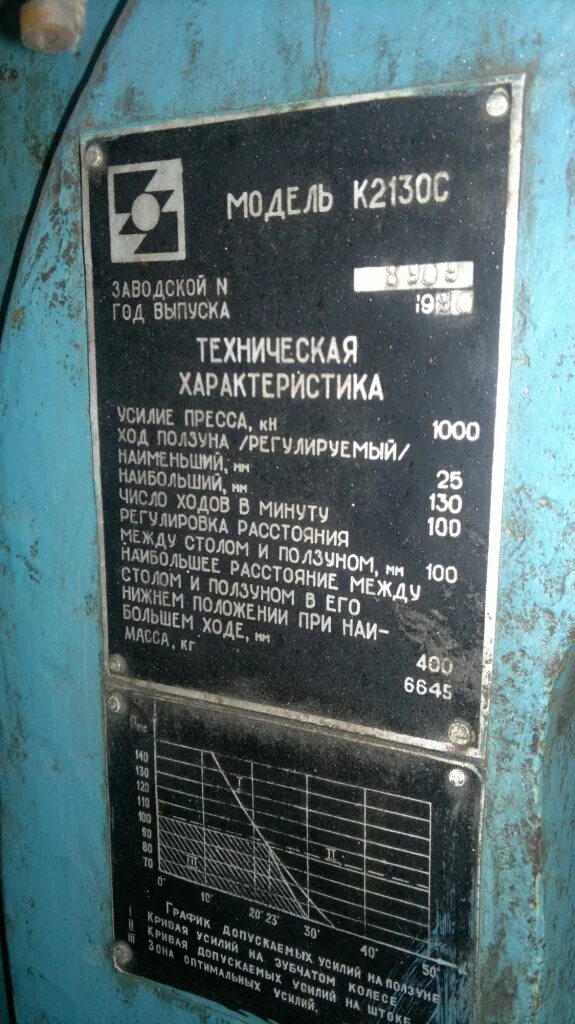 МОДЕЛЬ К2130С
ЗАВОДСКОЙ N 8909
ГОД ВЫПУСКА 1990
ТЕХНИЧЕСКАЯ
ХАРАКТЕРИСТИКА
УСИЛИЕ ПРЕССА, кН 1000
ХОД ПОЛЗУНА /РЕГУЛИРУЕМЫЙ/
НАИМЕНЬШИЙ, мм 25
НАИБОЛЬШИЙ, мм 130
ЧИСЛО ХОДОВ В МИНУТУ 100
РЕГУЛИРОВКА РАССТОЯНИЯ
МЕЖДУ СТОЛОМ И ПОЛЗУНОМ, мм 100
НАИБОЛЬШЕЕ РАССТОЯНИЕ МЕЖДУ
СТОЛОМ И ПОЛЗУНОМ В ЕГО
НИЖНЕМ ПОЛОЖЕНИИ ПРИ НАИ-
БОЛЬШЕМ ХОДЕ, мм 400
МАССА, КГ 6645
140
130
120
110
100
90
80
70
I
II
III
0° 10° 20° 23° 30° 40° 50°
ГРАФИК ДОПУСКАЕМЫХ УСИЛИЙ НА ПОЛЗУНЕ
I КРИВАЯ УСИЛИЙ НА ЗУБЧАТОМ КОЛЕСЕ
II КРИВАЯ ДОПУСКАЕМЫХ УСИЛИЙ НА ШТОКЕ
III ЗОНА ОПТИМАЛЬНЫХ УСИЛИЙ.